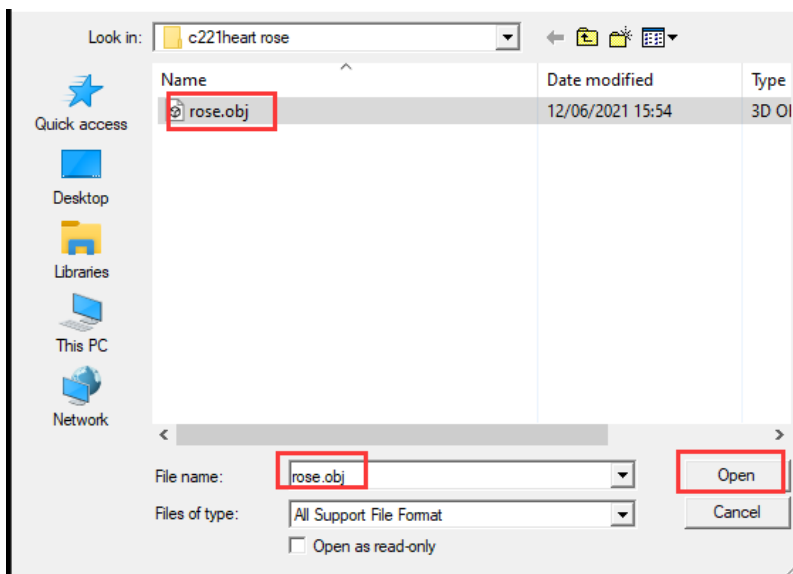 Look in: c221heart rose
Name Date modified Type
rose.obj 12/06/2021 15:54 3D Ol
Quick access
Desktop
Libraries
This PC
Network
File name: rose.obj Open
Files of type: All Support File Format Cancel
Open as read-only